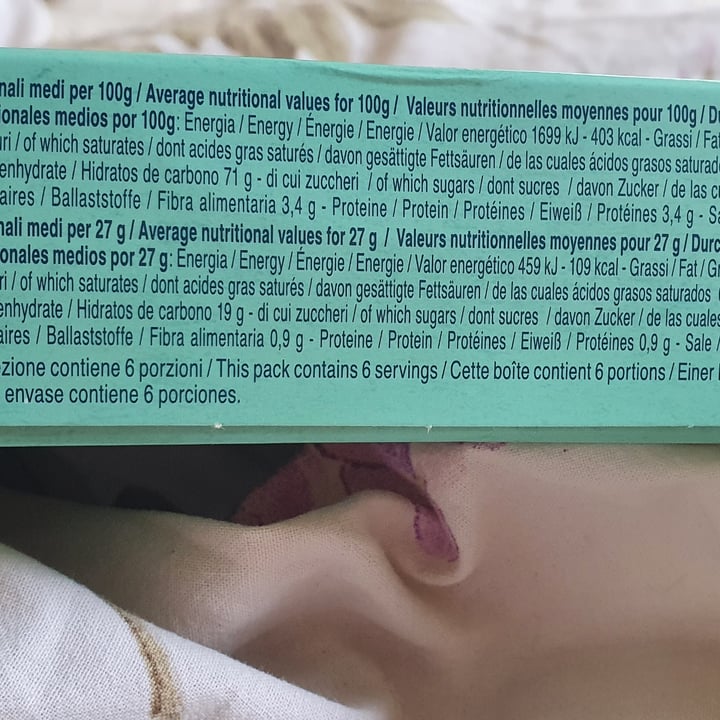 nali medi per 100g / Average nutritional values for 100g / Valeurs nutritionnelles moyennes pour 100g / Du
ionales medios por 100g: Energia / Energy / Énergie / Energie / Valor energético 1699 kJ - 403 kcal - Grassi / Fat
uri / of which saturates / dont acides gras saturés / davon gesättigte Fettsäuren / de las cuales ácidos grasos saturado
enhydrate / Hidratos de carbono 71 g - di cui zuccheri / of which sugars / dont sucres / davon Zucker / de las c
aires / Ballaststoffe / Fibra alimentaria 3,4 g - Proteine / Protein / Protéines / Eiweiß / Protéines 3,4 g - Sa
nali medi per 27 g / Average nutritional values for 27 g / Valeurs nutritionnelles moyennes pour 27 g / Durc
ionales medios por 27 g: Energia / Energy / Énergie / Energie / Valor energético 459 kJ - 109 kcal - Grassi / Fat / Gr
ri / of which saturates / dont acides gras saturés / davon gesättigte Fettsäuren / de las cuales ácidos grasos saturados
enhydrate / Hidratos de carbono 19 g - di cui zuccheri / of which sugars / dont sucres / davon Zucker / de las cuales
aires / Ballaststoffe / Fibra alimentaria 0,9 g - Proteine / Protein / Protéines / Eiweiß / Protéines 0,9 g - Sale /
ezione contiene 6 porzioni / This pack contains 6 servings / Cette boîte contient 6 portions / Einer
envase contiene 6 porciones.